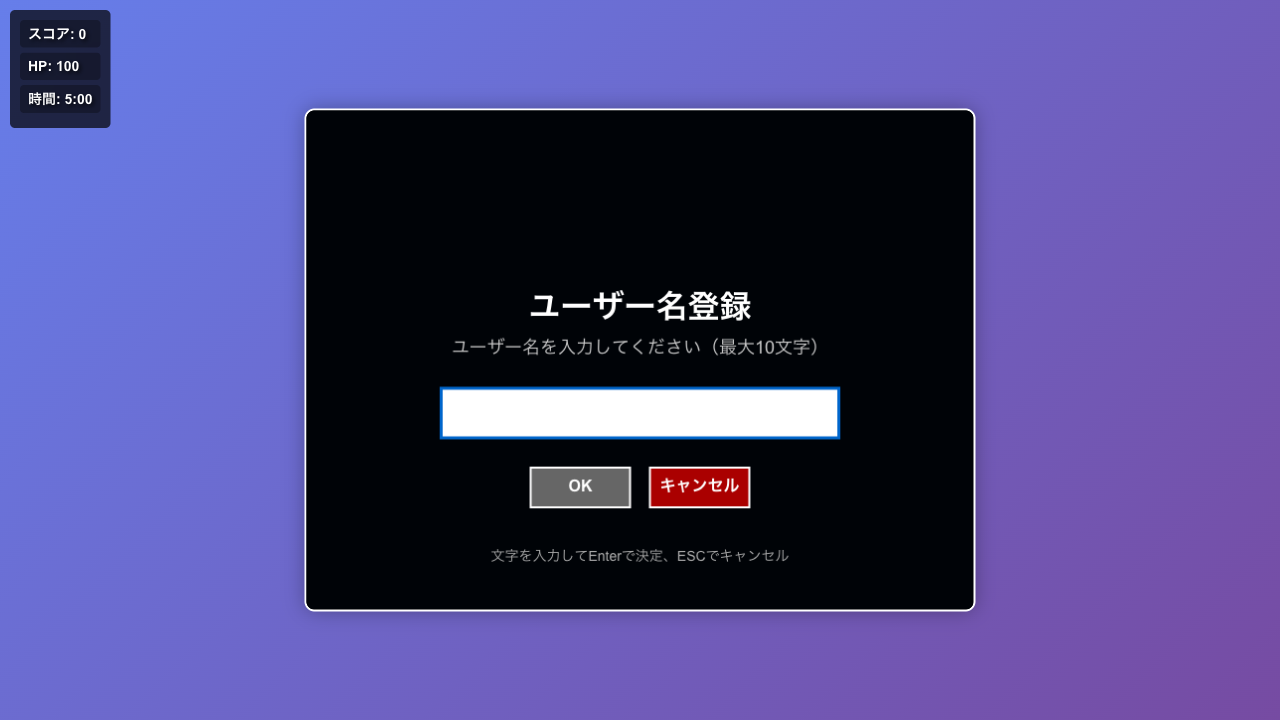 スコア: 0
HP: 100
時間: 5:00
ユーザー名登録
ユーザー名を入力してください（最大10文字）
OK
キャンセル
文字を入力してEnterで決定、ESCでキャンセル